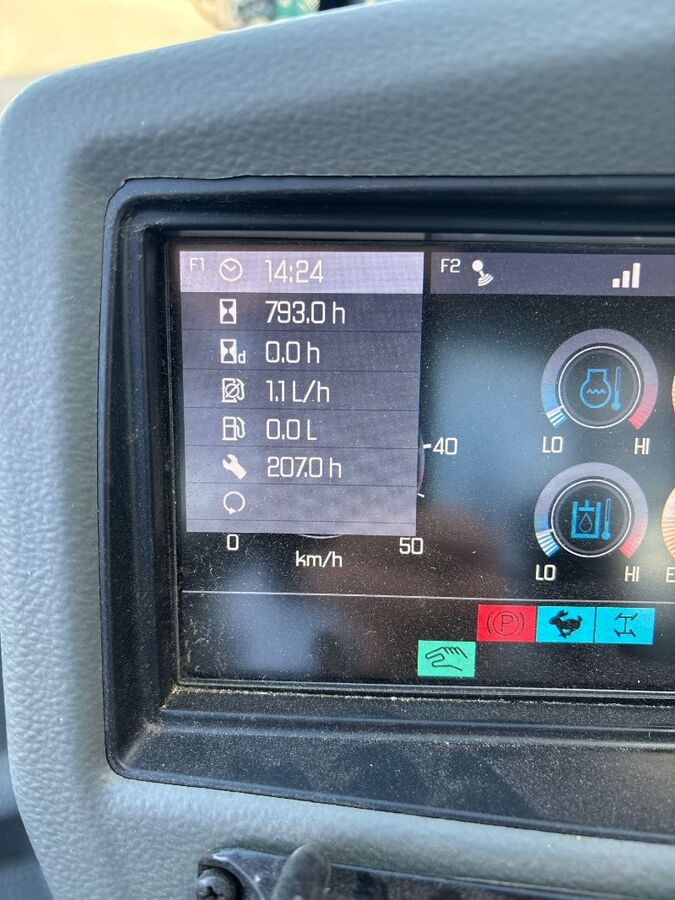 F1 14:24
F2
793.0 h
d 0.0 h
1.1 L/h
0.0 L
207.0 h
40
0 km/h 50
LO HI
LO HI
E
(P)